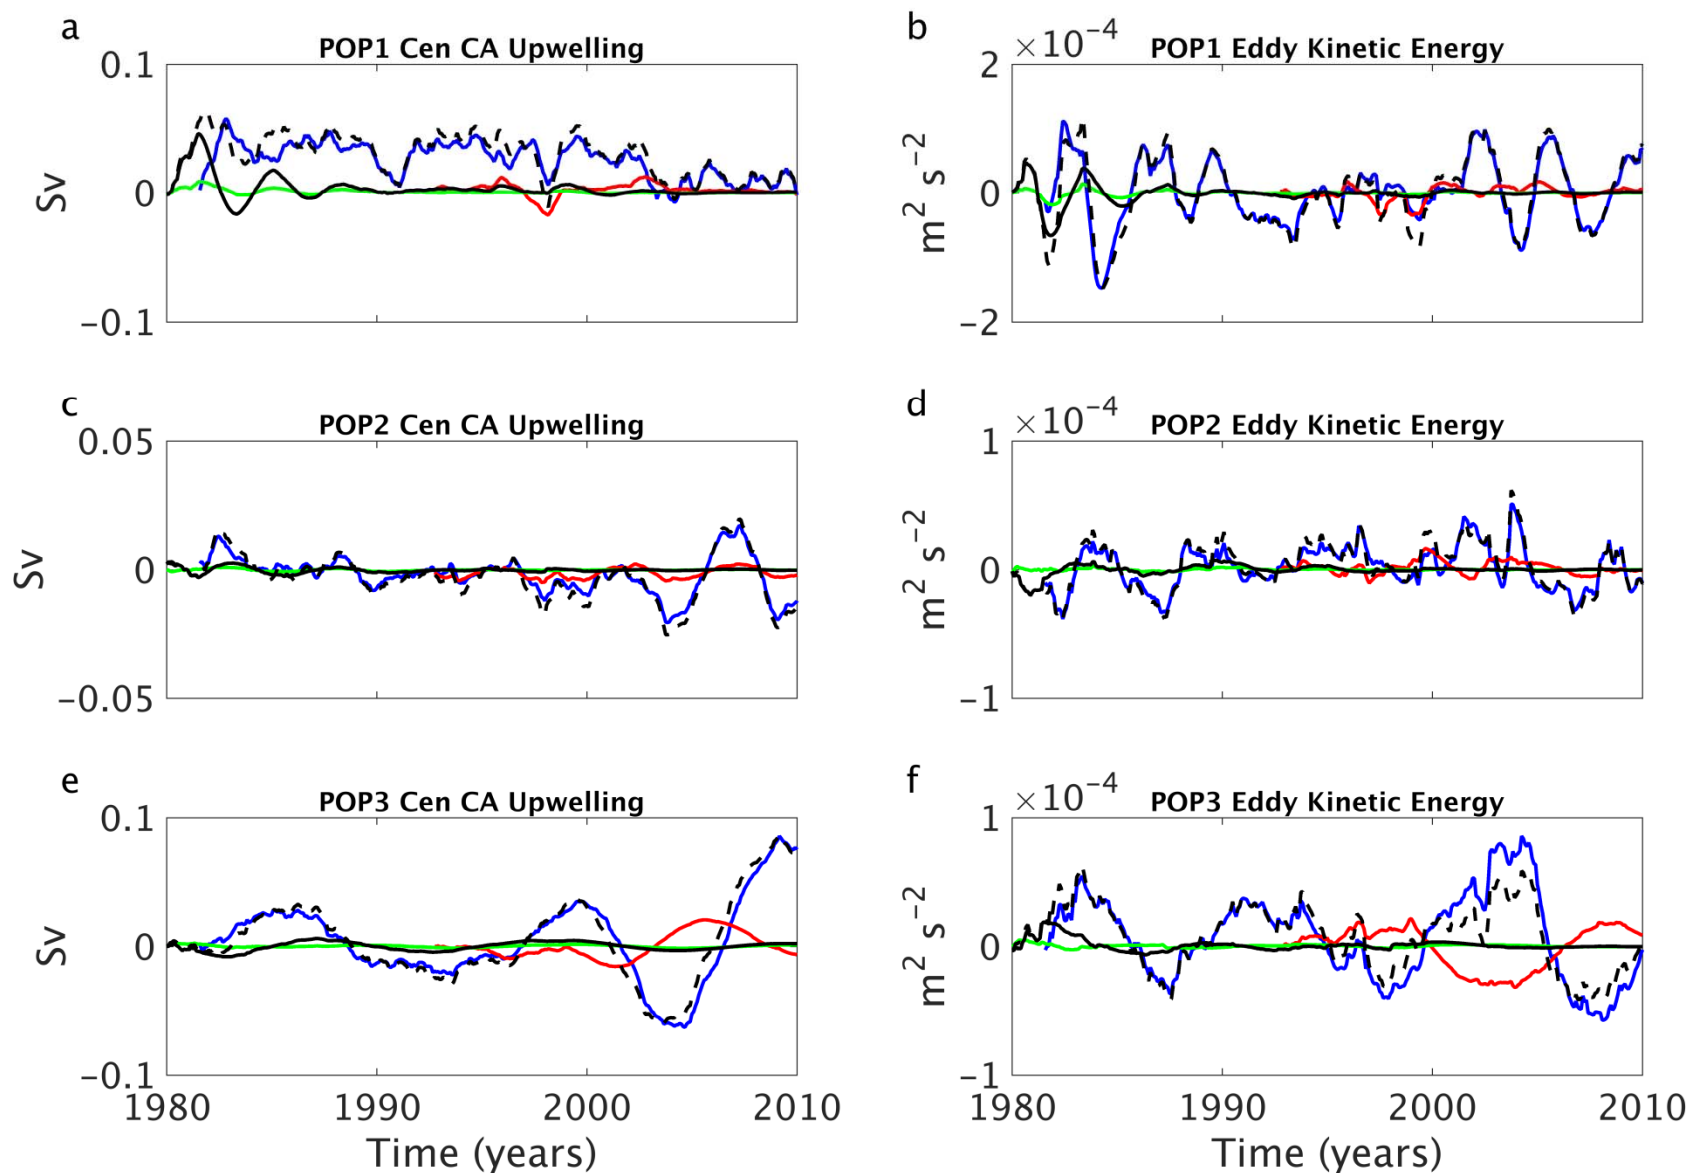 a
POP1 Cen CA Upwelling
0.1
0
−0.1
Sv
b
×10⁻⁴
POP1 Eddy Kinetic Energy
2
0
−2
m² s⁻²
c
POP2 Cen CA Upwelling
0.05
0
−0.05
Sv
d
×10⁻⁴
POP2 Eddy Kinetic Energy
1
0
−1
m² s⁻²
e
POP3 Cen CA Upwelling
0.1
0
−0.1
Sv
1980 1990 2000 2010
Time (years)
f
×10⁻⁴
POP3 Eddy Kinetic Energy
1
0
−1
m² s⁻²
1980 1990 2000 2010
Time (years)